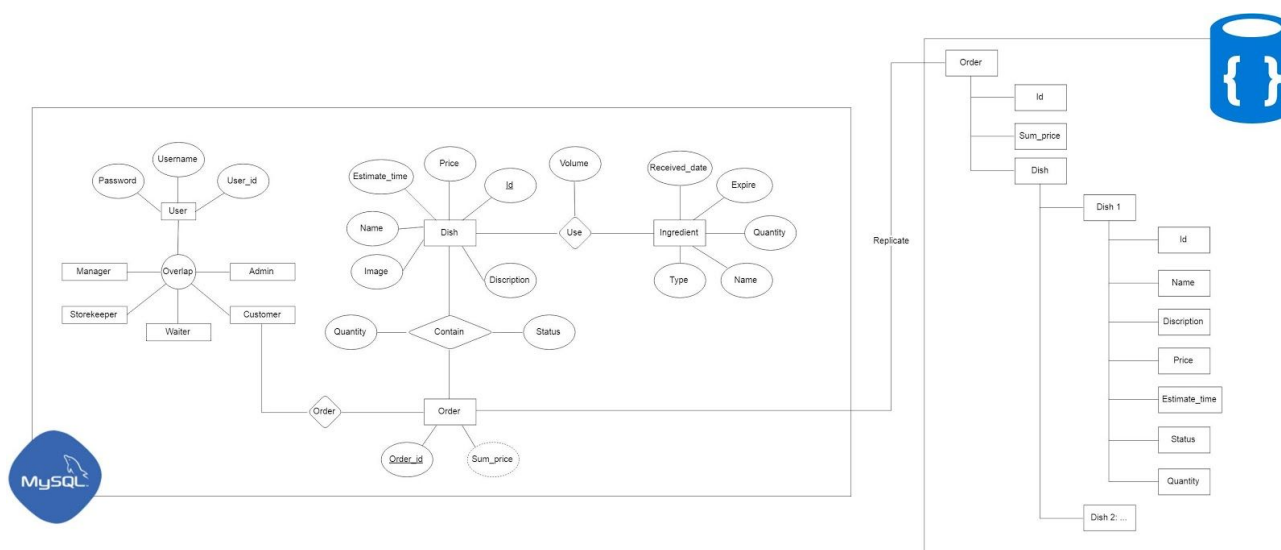 Username
Password
User_id
User
Manager
Overlap
Admin
Storekeeper
Customer
Waiter
Price
Estimate_time
Id
Name
Dish
Image
Discription
Volume
Use
Received_date
Expire
Ingredient
Quantity
Type
Name
Quantity
Contain
Status
Order
Order
Order_id
Sum_price
MySQL
Replicate
Order
Id
Sum_price
Dish
Dish 1
Id
Name
Discription
Price
Estimate_time
Status
Quantity
Dish 2: ...
{ }